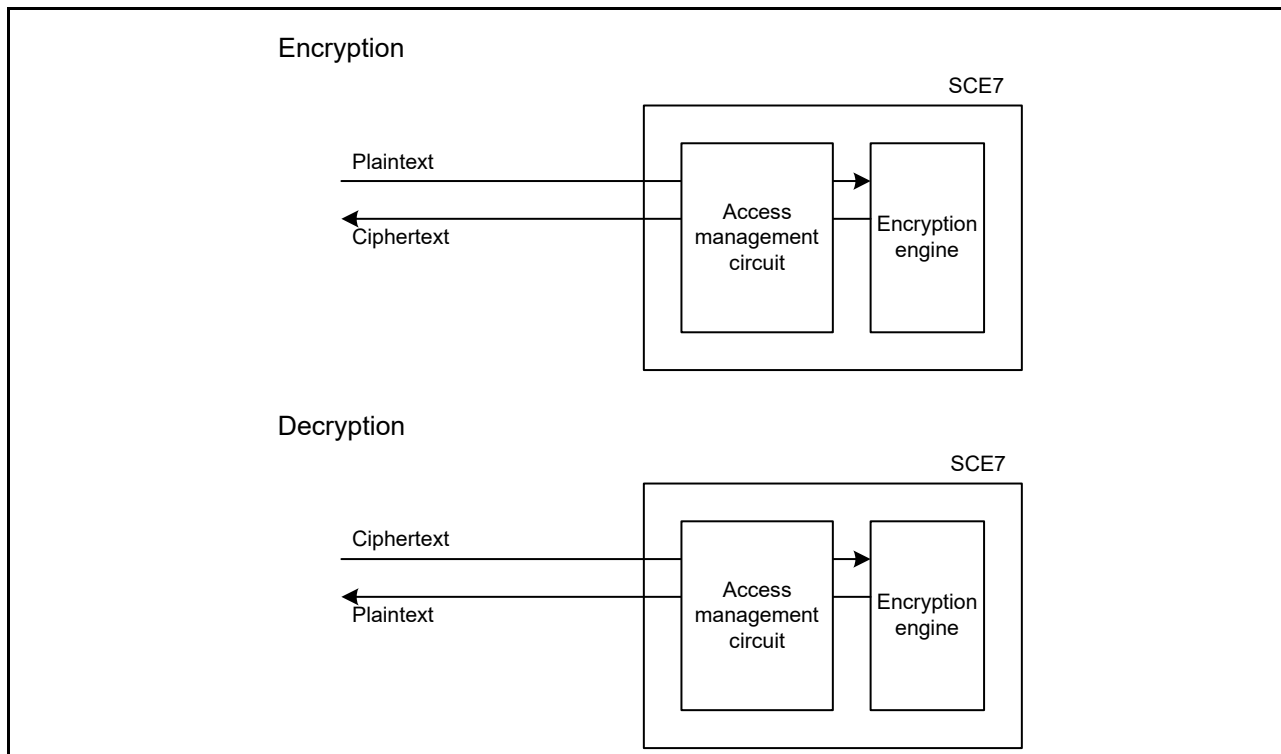 Encryption
SCE7
Plaintext
Ciphertext
Access
management
circuit
Encryption
engine
Decryption
SCE7
Ciphertext
Plaintext
Access
management
circuit
Encryption
engine